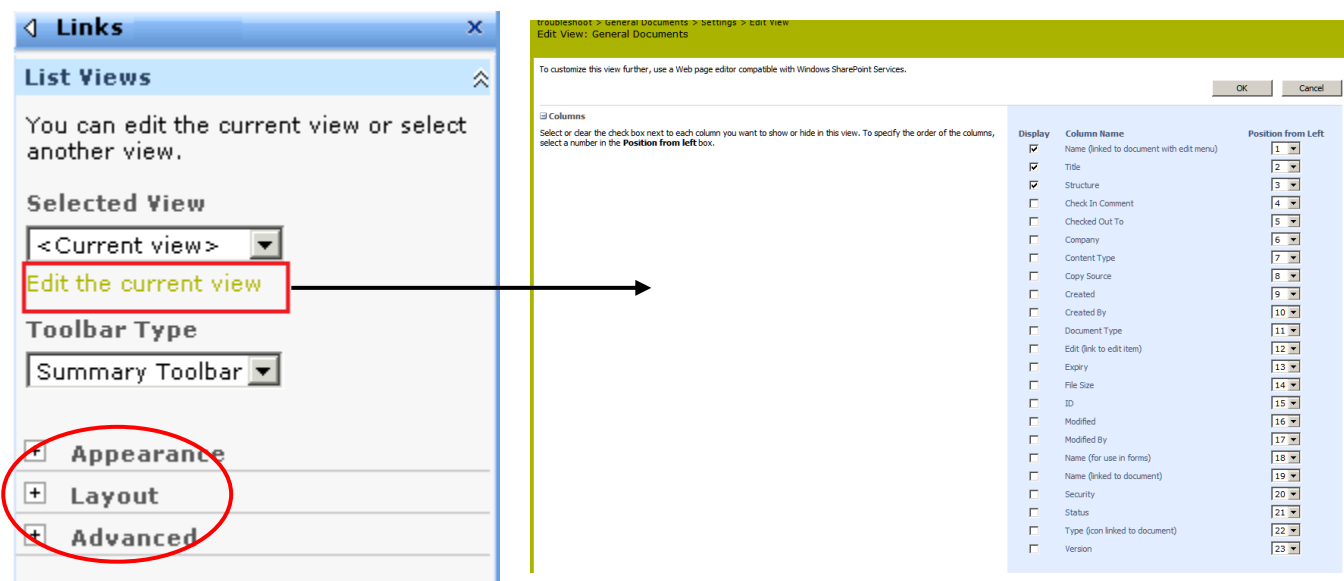 Links
List Views
You can edit the current view or select
another view.
Selected View
<Current view>
Edit the current view
Toolbar Type
Summary Toolbar
Appearance
Layout
Advanced
troubleshoot > General Documents > Settings > Edit View
Edit View: General Documents
To customize this view further, use a Web page editor compatible with Windows SharePoint Services.
OK Cancel
Columns
Select or clear the check box next to each column you want to show or hide in this view. To specify the order of the columns,
select a number in the Position from left box.
Display Column Name Position from Left
Name (linked to document with edit menu) 1
Title 2
Structure 3
Check In Comment 4
Checked Out To 5
Company 6
Content Type 7
Copy Source 8
Created 9
Created By 10
Document Type 11
Edit (link to edit item) 12
Expiry 13
File Size 14
ID 15
Modified 16
Modified By 17
Name (for use in forms) 18
Name (linked to document) 19
Security 20
Status 21
Type (icon linked to document) 22
Version 23